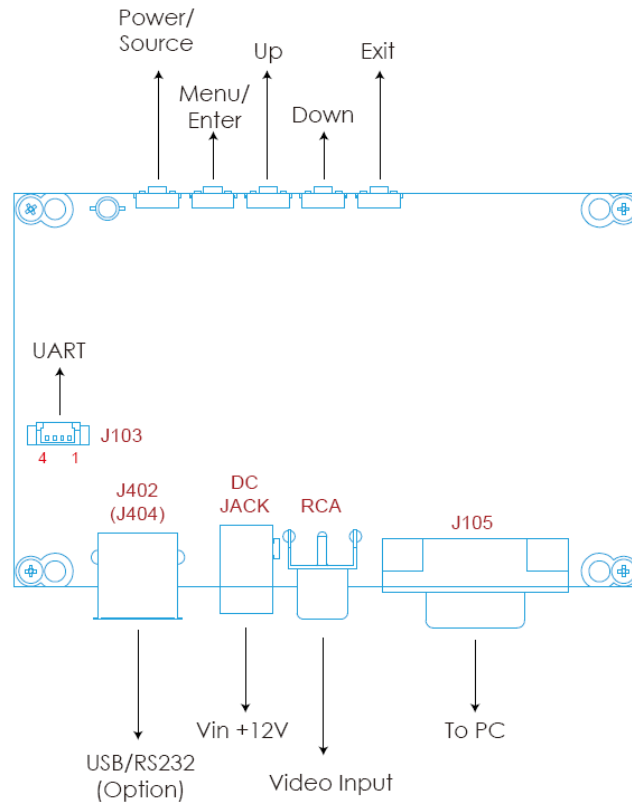 Power/
Source
Menu/
Enter
Up
Down
Exit
UART
J103
4 1
J402
(J404)
DC
JACK
RCA
J105
USB/RS232
(Option)
Vin +12V
Video Input
To PC